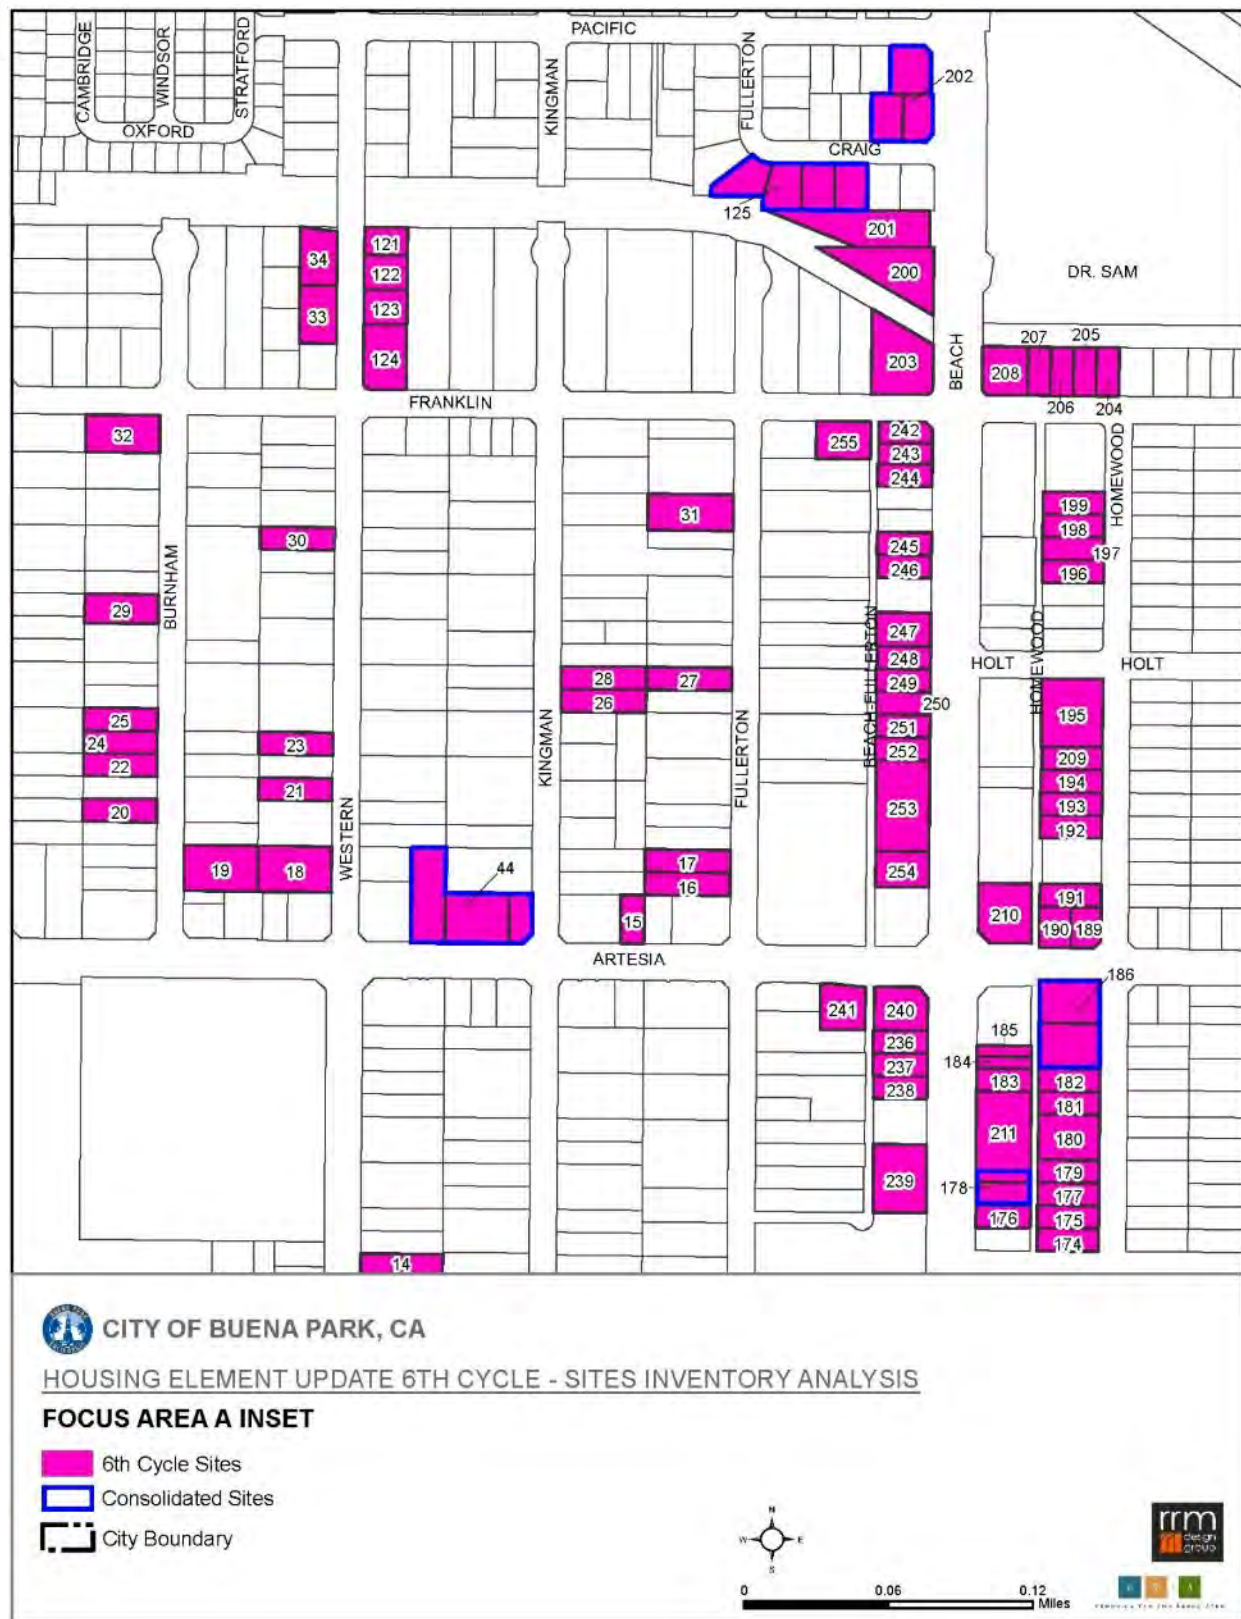 PACIFIC
CAMBRIDGE
WINDSOR
STRATFORD
OXFORD
KINGMAN
FULLERTON
202
CRAIG
125
201
34
121
122
200
DR. SAM
33
123
124
203
BEACH
207
205
208
206
204
FRANKLIN
32
255
242
243
244
HOMEWOOD
31
199
198
30
245
197
246
196
BURNHAM
29
247
BEACH-FULLERTON
248
HOLT
HOMEWOOD
HOLT
28
27
249
26
250
25
195
24
23
251
22
252
209
KINGMAN
FULLERTON
21
194
20
253
193
192
WESTERN
19
18
44
17
254
16
191
15
210
190
189
ARTESIA
186
241
240
236
185
237
184
238
183
182
181
211
180
239
179
178
177
176
175
174
14
CITY OF BUENA PARK, CA
HOUSING ELEMENT UPDATE 6TH CYCLE - SITES INVENTORY ANALYSIS
FOCUS AREA A INSET
6th Cycle Sites
Consolidated Sites
City Boundary
N
W
E
S
0
0.06
0.12
Miles
rrm
design
group